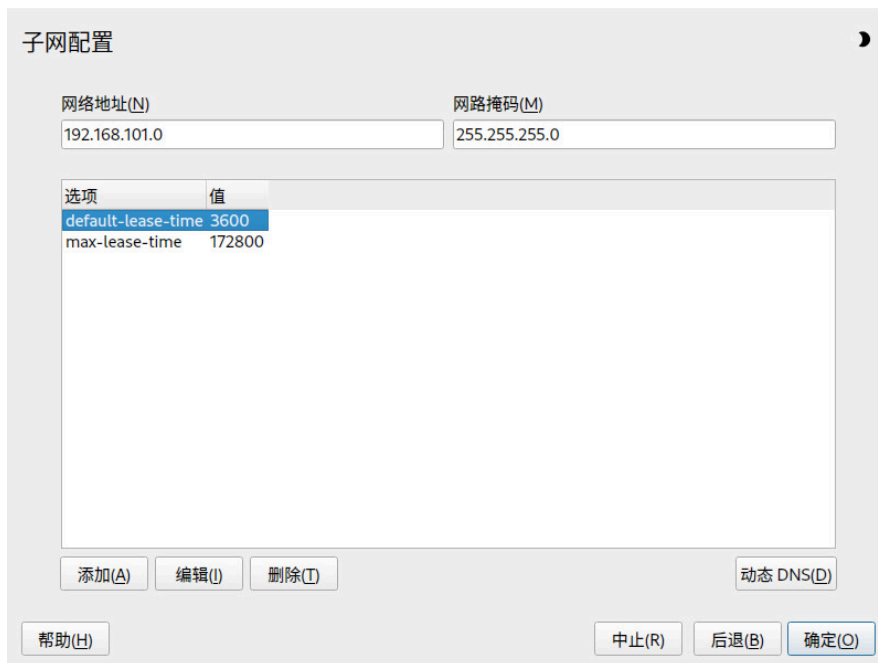 子网配置
网络地址(N) 网路掩码(M)
192.168.101.0 255.255.255.0
选项 值
default-lease-time 3600
max-lease-time 172800
添加(A) 编辑(I) 删除(T) 动态 DNS(D)
帮助(H) 中止(R) 后退(B) 确定(O)